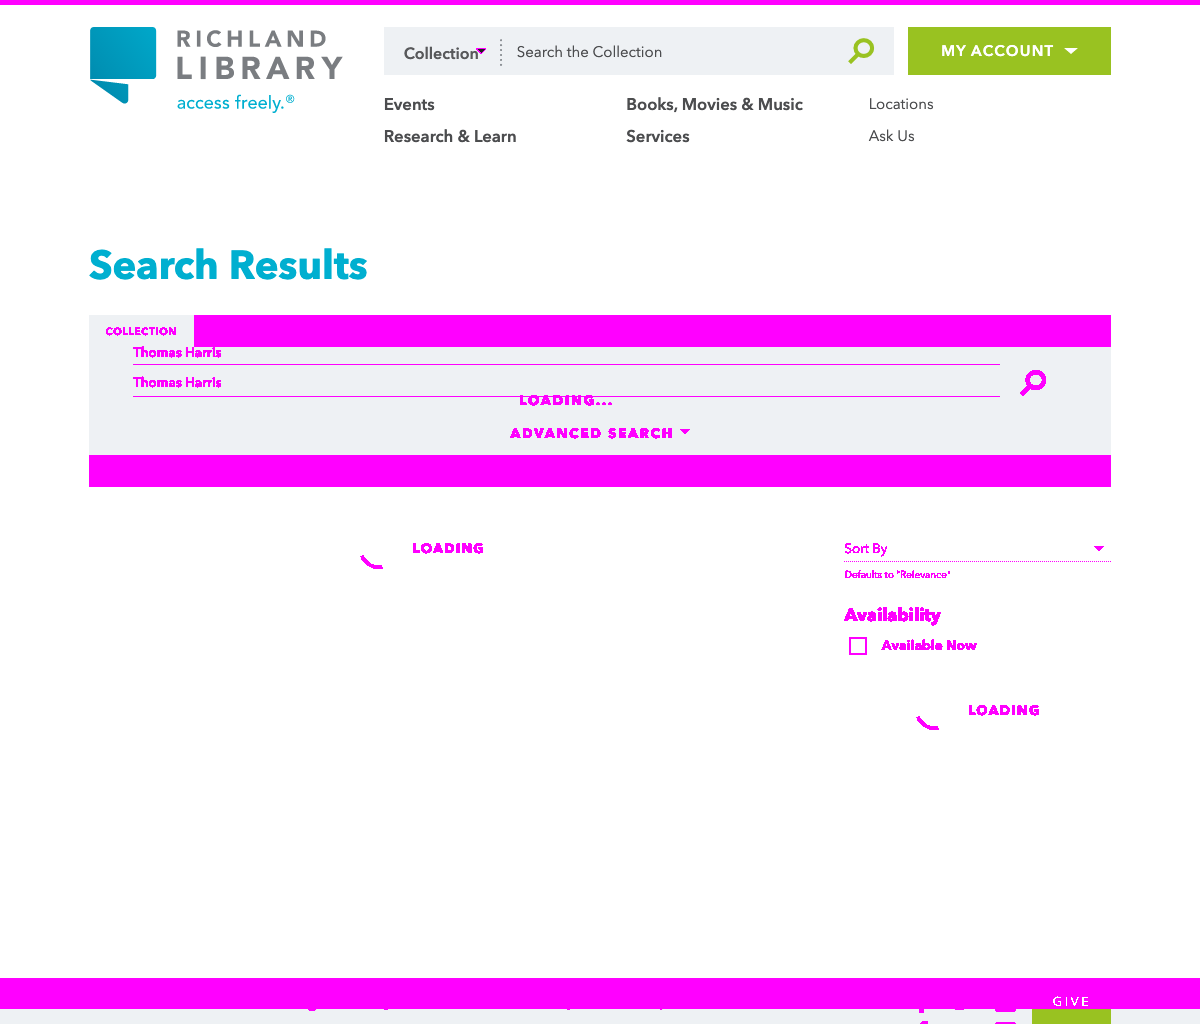 RICHLAND
LIBRARY
access freely.®
Collection
Search the Collection
MY ACCOUNT
Events
Books, Movies & Music
Locations
Research & Learn
Services
Ask Us
Search Results
COLLECTION
Thomas Harris
Thomas Harris
LOADING...
ADVANCED SEARCH
LOADING
Sort By
Defaults to "Relevance"
Availability
Available Now
LOADING
GIVE